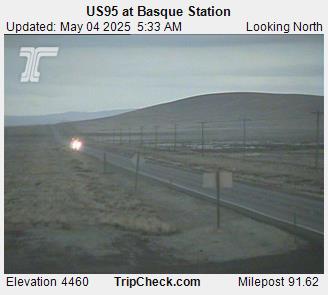 US95 at Basque Station
Updated: May 04 2025 5:33 AM Looking North
Elevation 4460 TripCheck.com Milepost 91.62